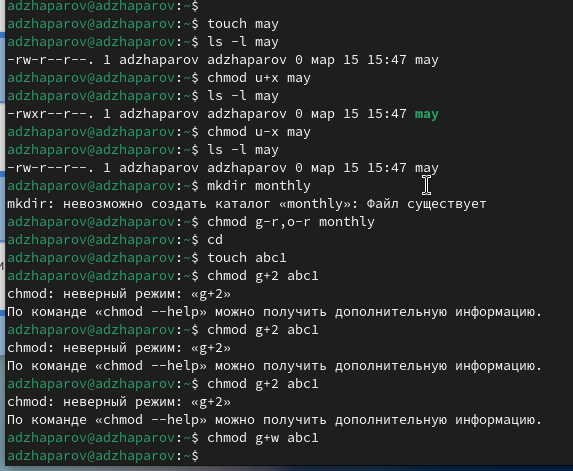 adzhaparov@adzhaparov:~$
adzhaparov@adzhaparov:~$ touch may
adzhaparov@adzhaparov:~$ ls -l may
-rw-r--r--. 1 adzhaparov adzhaparov 0 мар 15 15:47 may
adzhaparov@adzhaparov:~$ chmod u+x may
adzhaparov@adzhaparov:~$ ls -l may
-rwxr--r--. 1 adzhaparov adzhaparov 0 мар 15 15:47 may
adzhaparov@adzhaparov:~$ chmod u-x may
adzhaparov@adzhaparov:~$ ls -l may
-rw-r--r--. 1 adzhaparov adzhaparov 0 мар 15 15:47 may
adzhaparov@adzhaparov:~$ mkdir monthly
mkdir: невозможно создать каталог «monthly»: Файл существует
adzhaparov@adzhaparov:~$ chmod g-r,o-r monthly
adzhaparov@adzhaparov:~$ cd
adzhaparov@adzhaparov:~$ touch abc1
adzhaparov@adzhaparov:~$ chmod g+2 abc1
chmod: неверный режим: «g+2»
По команде «chmod --help» можно получить дополнительную информацию.
adzhaparov@adzhaparov:~$ chmod g+2 abc1
chmod: неверный режим: «g+2»
По команде «chmod --help» можно получить дополнительную информацию.
adzhaparov@adzhaparov:~$ chmod g+2 abc1
chmod: неверный режим: «g+2»
По команде «chmod --help» можно получить дополнительную информацию.
adzhaparov@adzhaparov:~$ chmod g+w abc1
adzhaparov@adzhaparov:~$